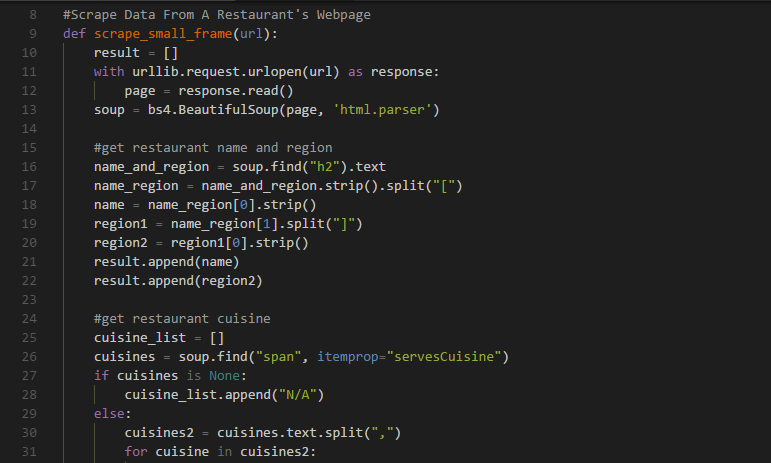 8 #Scrape Data From A Restaurant's Webpage
9 def scrape_small_frame(url):
10     result = []
11     with urllib.request.urlopen(url) as response:
12         page = response.read()
13     soup = bs4.BeautifulSoup(page, 'html.parser')
14
15     #get restaurant name and region
16     name_and_region = soup.find("h2").text
17     name_region = name_and_region.strip().split("[")
18     name = name_region[0].strip()
19     region1 = name_region[1].split("]")
20     region2 = region1[0].strip()
21     result.append(name)
22     result.append(region2)
23
24     #get restaurant cuisine
25     cuisine_list = []
26     cuisines = soup.find("span", itemprop="servesCuisine")
27     if cuisines is None:
28         cuisine_list.append("N/A")
29     else:
30         cuisines2 = cuisines.text.split(",")
31         for cuisine in cuisines2: